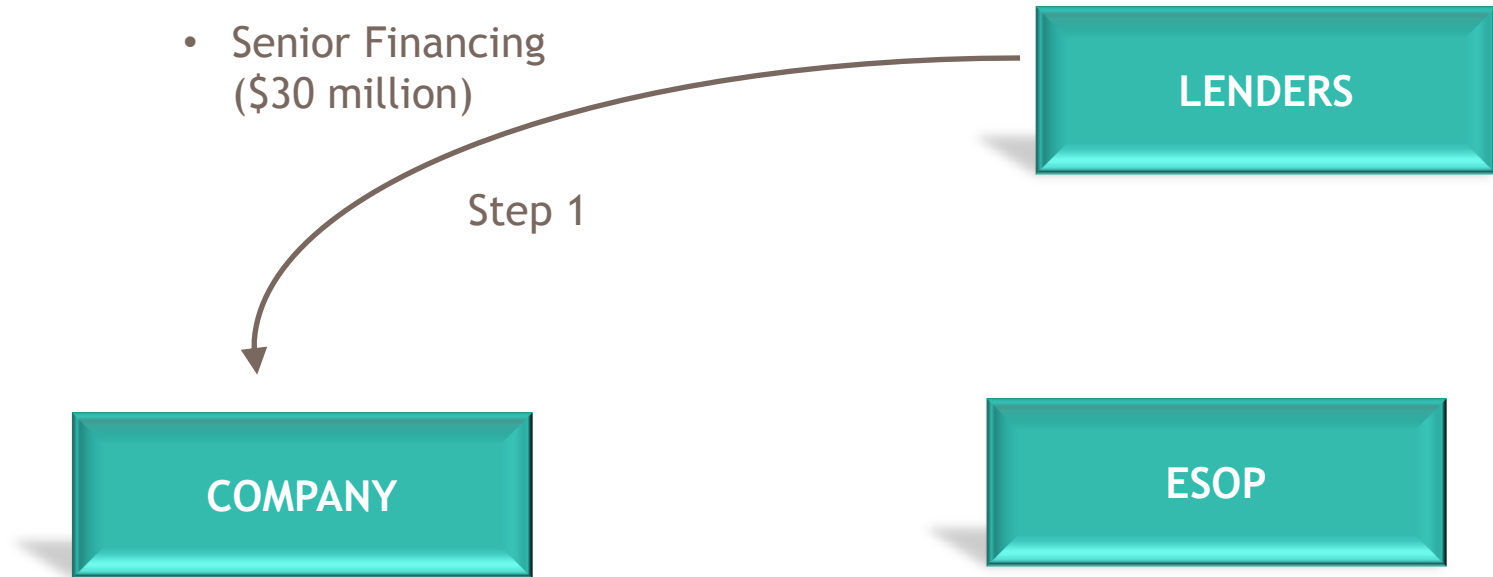 • Senior Financing
($30 million)
LENDERS
Step 1
COMPANY
ESOP